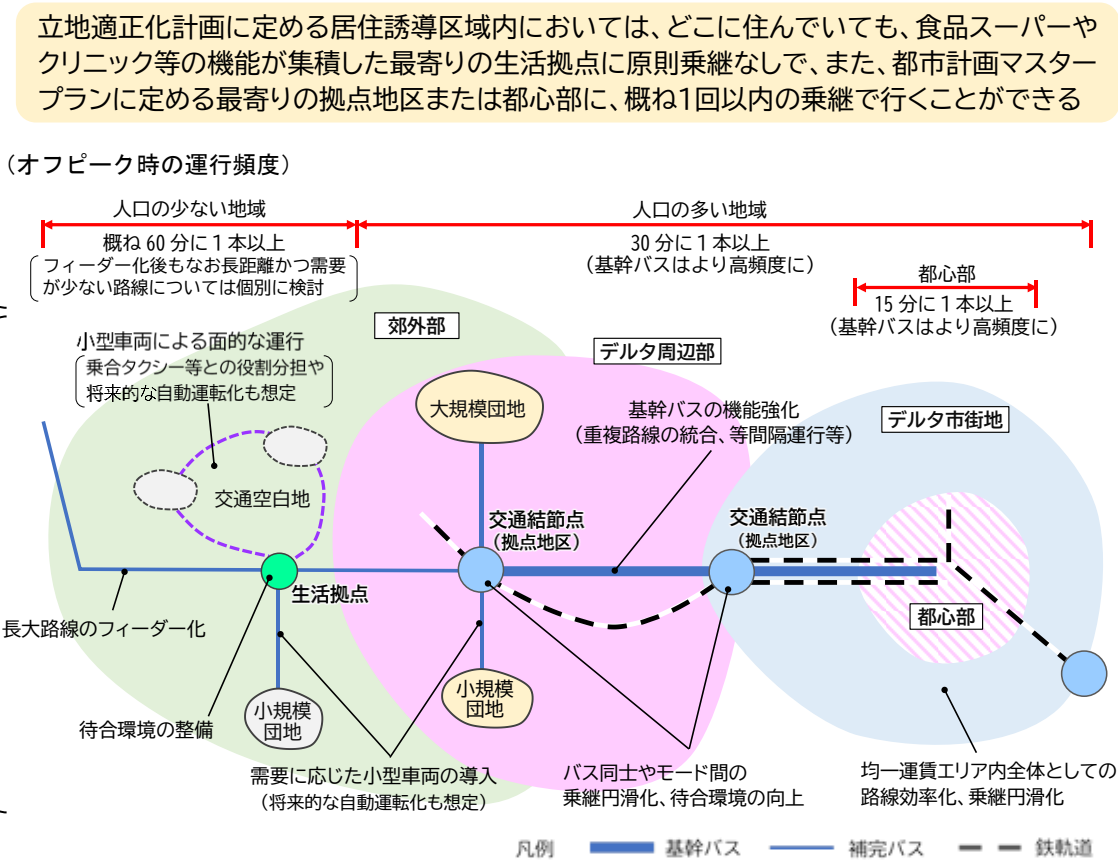 立地適正化計画に定める居住誘導区域内においては、どこに住んでいても、食品スーパーや
クリニック等の機能が集積した最寄りの生活拠点に原則乗継なしで、また、都市計画マスター
プランに定める最寄りの拠点地区または都心部に、概ね1回以内の乗継で行くことができる
（オフピーク時の運行頻度）
人口の少ない地域
概ね 60 分に 1 本以上
フィーダー化後もなお長距離かつ需要
が少ない路線については個別に検討
人口の多い地域
30 分に 1 本以上
（基幹バスはより高頻度に）
都心部
15 分に 1 本以上
（基幹バスはより高頻度に）
郊外部
小型車両による面的な運行
乗合タクシー等との役割分担や
将来的な自動運転化も想定
デルタ周辺部
大規模団地
基幹バスの機能強化
（重複路線の統合、等間隔運行等）
デルタ市街地
交通空白地
交通結節点
（拠点地区）
交通結節点
（拠点地区）
生活拠点
都心部
長大路線のフィーダー化
小規模
団地
小規模
団地
待合環境の整備
需要に応じた小型車両の導入
（将来的な自動運転化も想定）
バス同士やモード間の
乗継円滑化、待合環境の向上
均一運賃エリア内全体としての
路線効率化、乗継円滑化
凡例 基幹バス 補完バス 鉄軌道